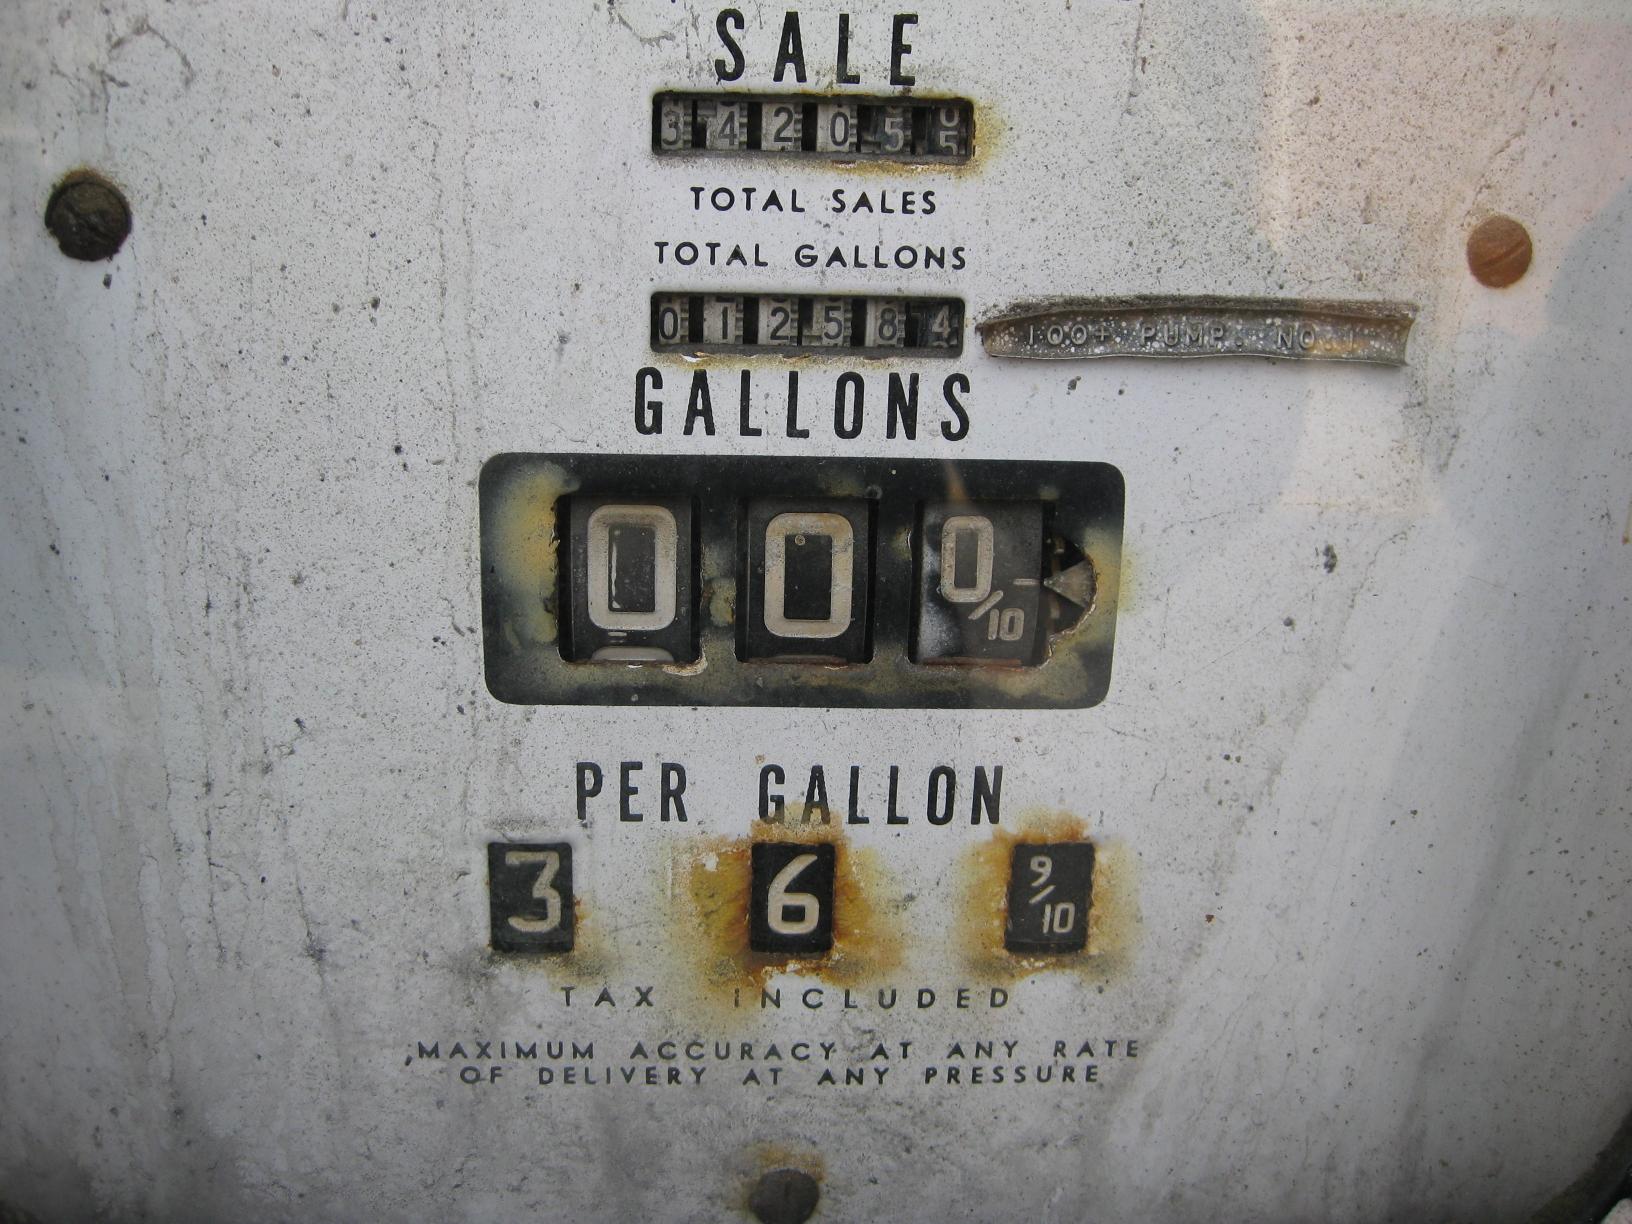 SALE
3 4 2 0 5
TOTAL SALES
TOTAL GALLONS
0 1 2 5 8 4
100+ PUMP. NO. 1
GALLONS
0 0 0/10
PER GALLON
3 6 9/10
TAX INCLUDED
MAXIMUM ACCURACY AT ANY RATE
OF DELIVERY AT ANY PRESSURE